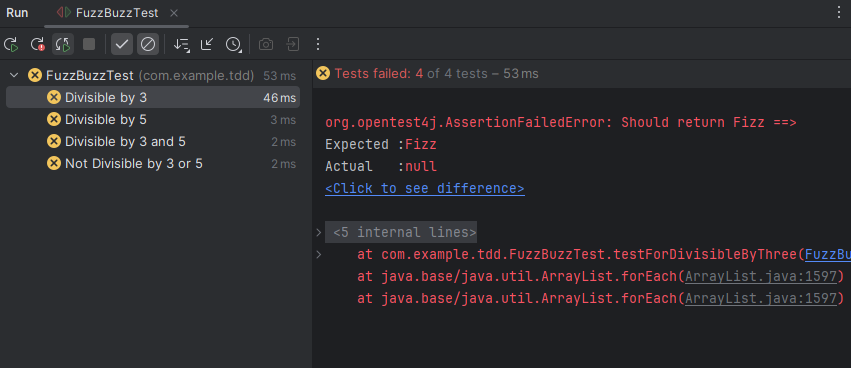 Run FuzzBuzzTest
FuzzBuzzTest (com.example.tdd) 53 ms
Divisible by 3 46 ms
Divisible by 5 3 ms
Divisible by 3 and 5 2 ms
Not Divisible by 3 or 5 2 ms
Tests failed: 4 of 4 tests – 53 ms
org.opentest4j.AssertionFailedError: Should return Fizz ==>
Expected :Fizz
Actual   :null
<Click to see difference>
<5 internal lines>
at com.example.tdd.FuzzBuzzTest.testForDivisibleByThree(FuzzBu
at java.base/java.util.ArrayList.forEach(ArrayList.java:1597)
at java.base/java.util.ArrayList.forEach(ArrayList.java:1597)